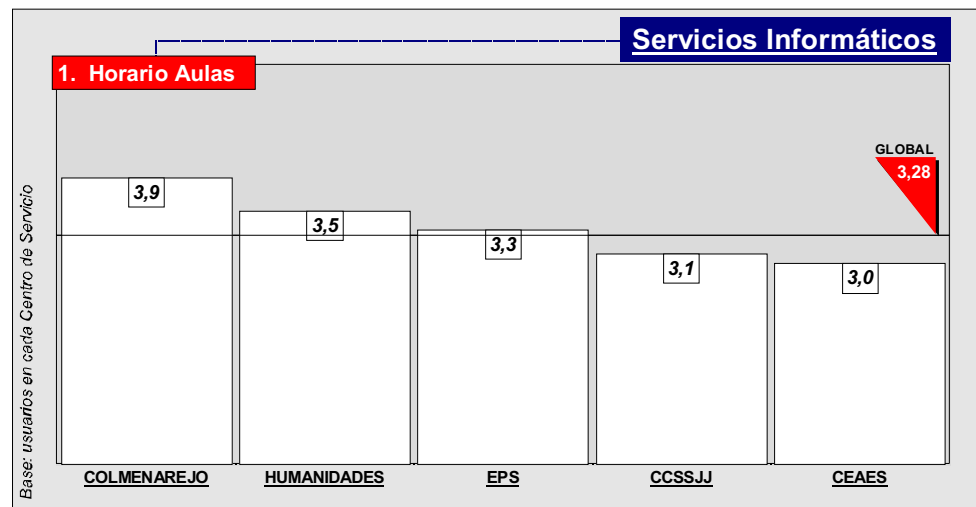 Servicios Informáticos
1. Horario Aulas
GLOBAL
3,28
3,9
3,5
3,3
3,1
3,0
Base: usuarios en cada Centro de Servicio
COLMENAREJO
HUMANIDADES
EPS
CCSSJJ
CEAES